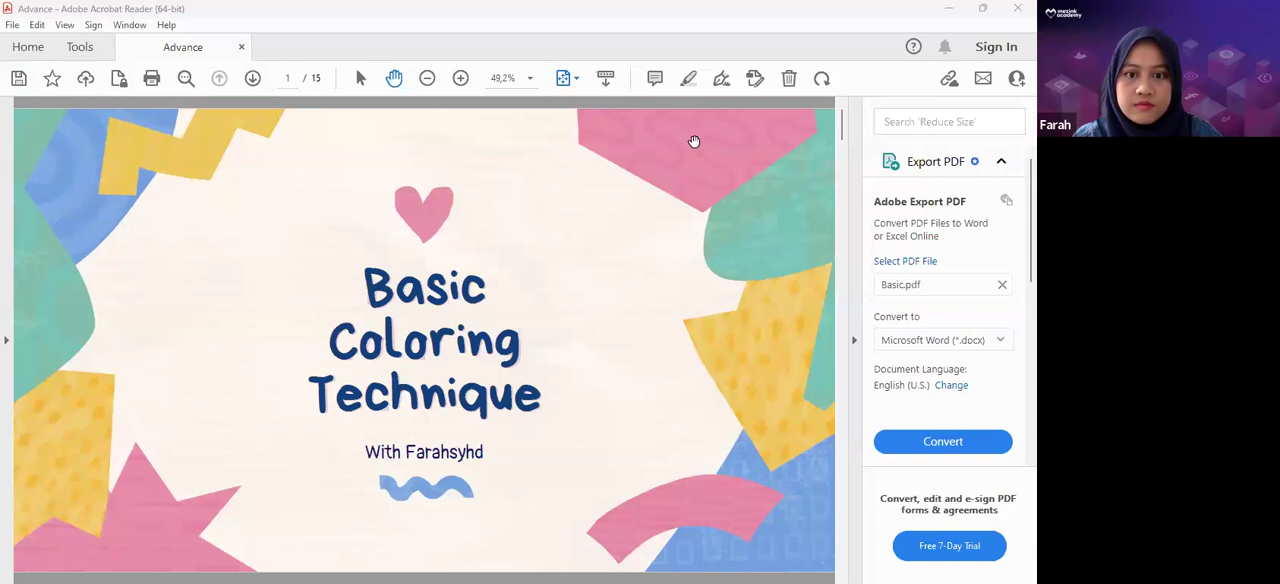 Advance - Adobe Acrobat Reader (64-bit)
File Edit View Sign Window Help
Home Tools Advance × Sign In
1 / 15 49,2%
Basic
Coloring
Technique
With Farahsyhd
Search 'Reduce Size'
Export PDF
Adobe Export PDF
Convert PDF Files to Word
or Excel Online
Select PDF File
Basic.pdf
Convert to
Microsoft Word (*.docx)
Document Language:
English (U.S.) Change
Convert
Convert, edit and e-sign PDF
forms & agreements
Free 7-Day Trial
mezink
academy
Farah